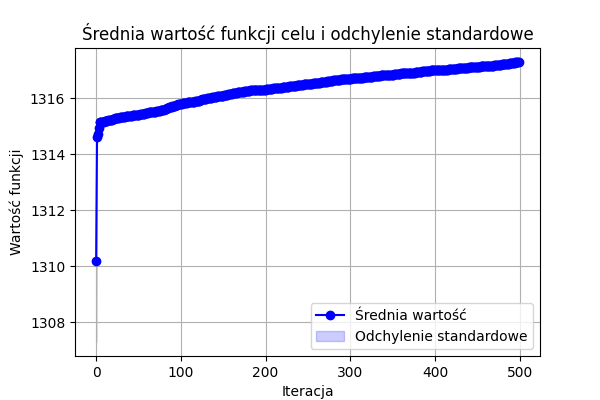 Średnia wartość funkcji celu i odchylenie standardowe
Wartość funkcji
1316
1314
1312
1310
1308
Średnia wartość
Odchylenie standardowe
0 100 200 300 400 500
Iteracja